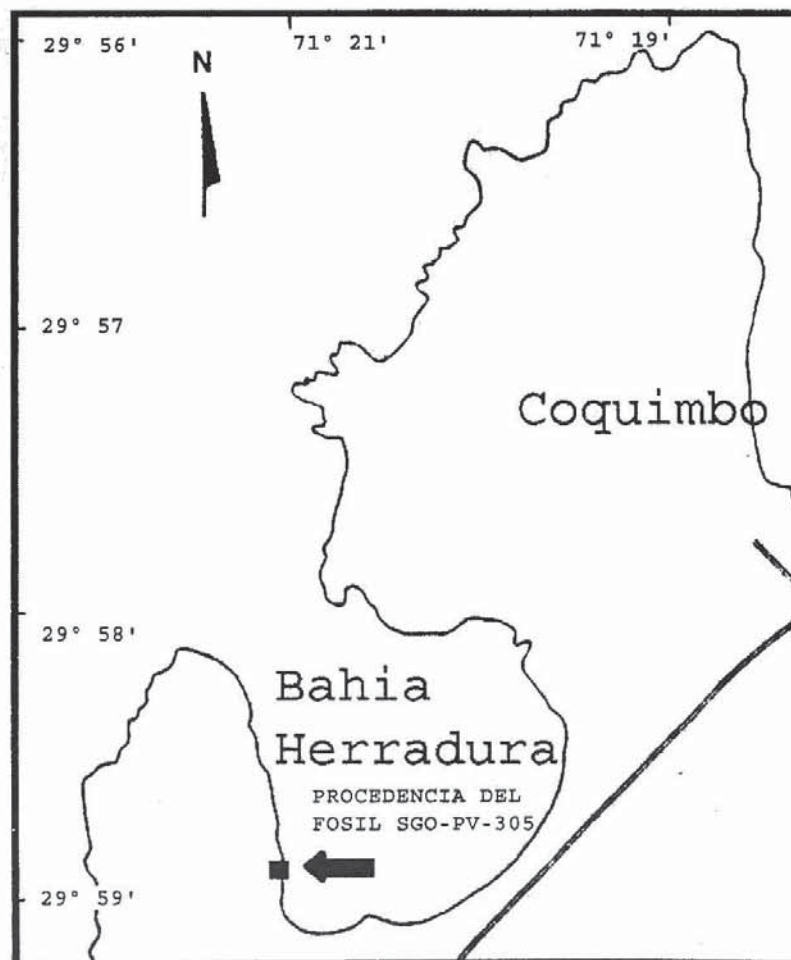 29° 56'
71° 21'
71° 19'
N
29° 57
Coquimbo
29° 58'
Bahia
Herradura
PROCEDENCIA DEL
FOSIL SGO-PV-305
29° 59'